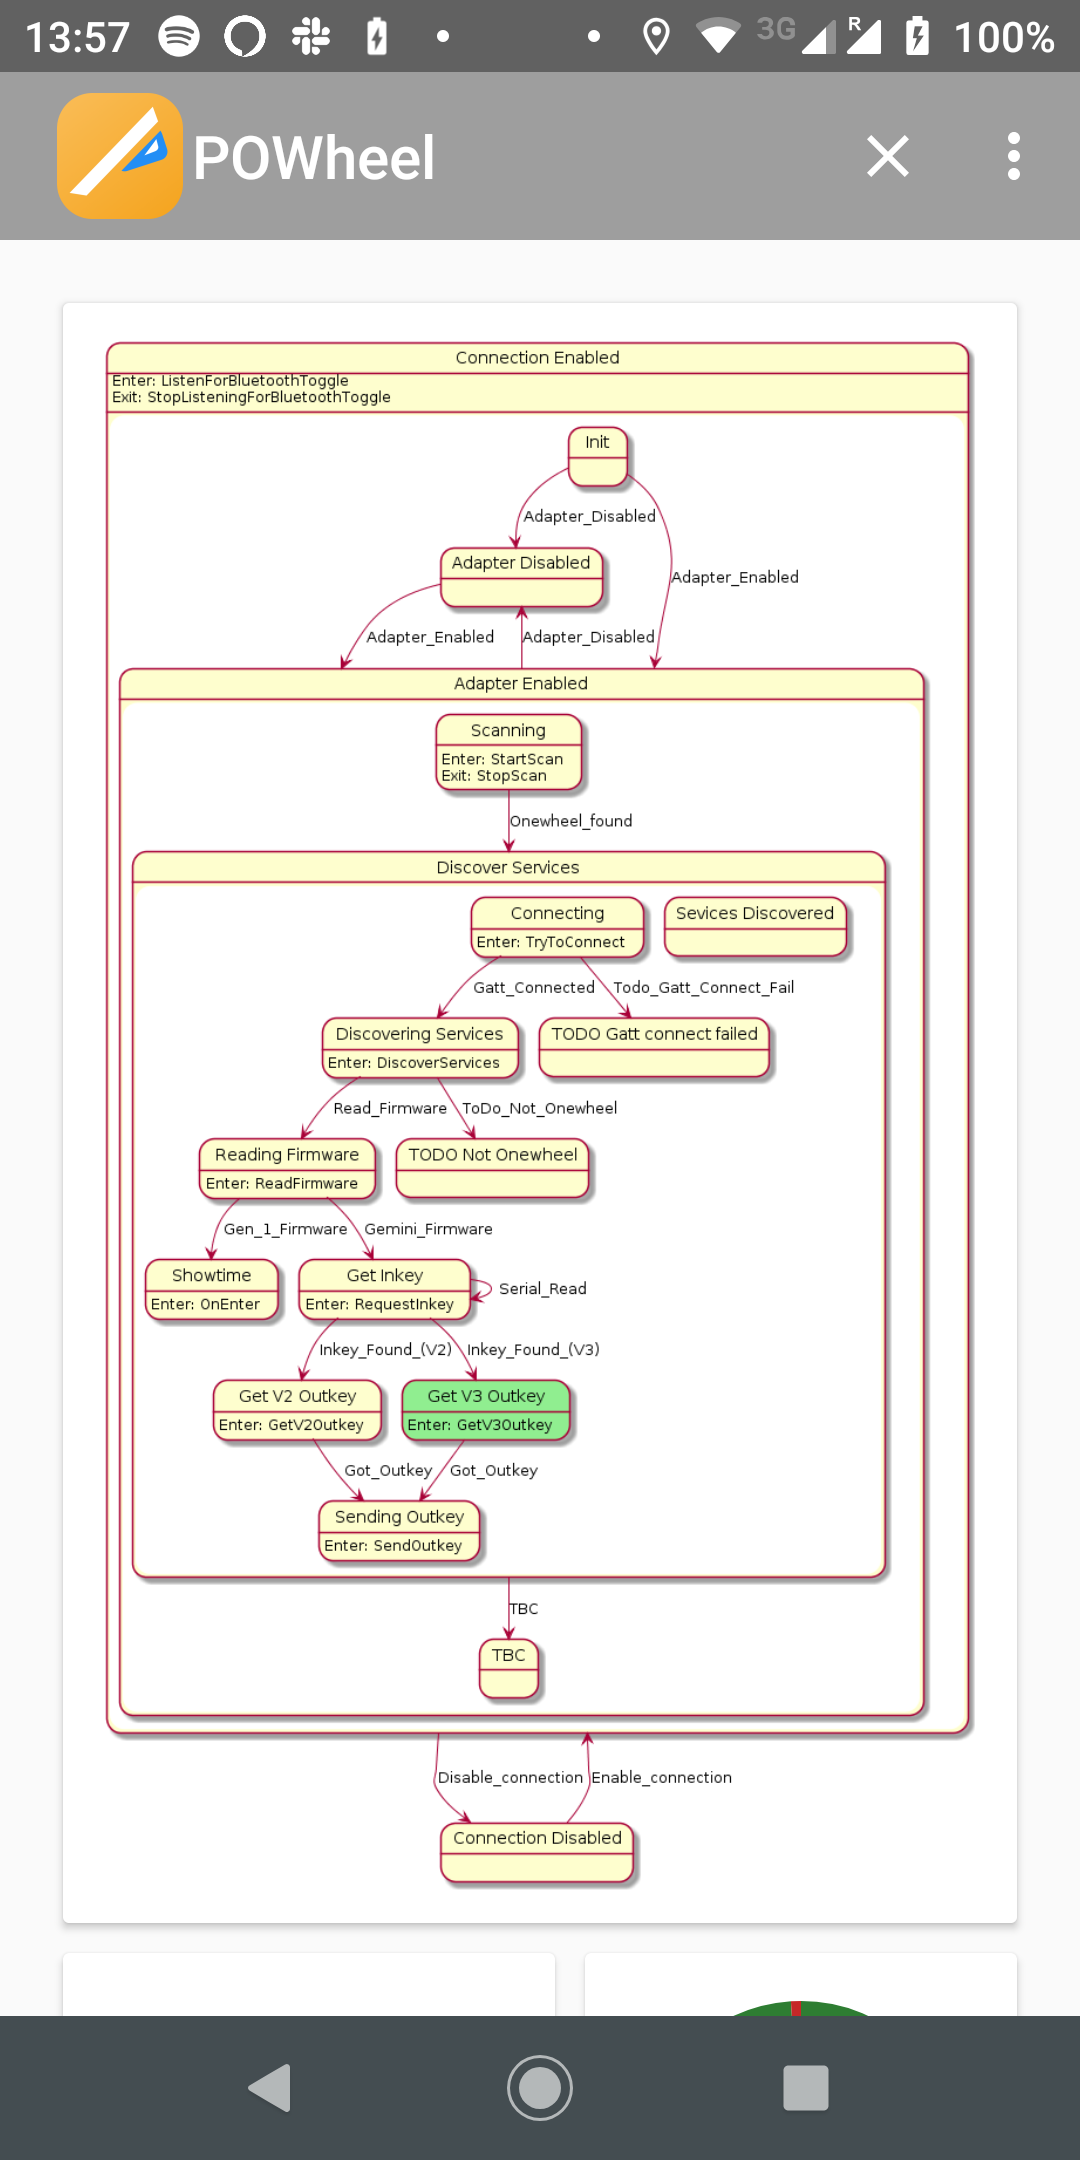 13:57
3G
R
100%
POWheel
Connection Enabled
Enter: ListenForBluetoothToggle
Exit: StopListeningForBluetoothToggle
Init
Adapter_Disabled
Adapter Disabled
Adapter_Enabled
Adapter_Enabled
Adapter_Disabled
Adapter Enabled
Scanning
Enter: StartScan
Exit: StopScan
Onewheel_found
Discover Services
Connecting
Enter: TryToConnect
Sevices Discovered
Gatt_Connected
Todo_Gatt_Connect_Fail
Discovering Services
Enter: DiscoverServices
TODO Gatt connect failed
Read_Firmware
ToDo_Not_Onewheel
Reading Firmware
Enter: ReadFirmware
TODO Not Onewheel
Gen_1_Firmware
Gemini_Firmware
Showtime
Enter: OnEnter
Get Inkey
Enter: RequestInkey
Serial_Read
Inkey_Found_(V2)
Inkey_Found_(V3)
Get V2 Outkey
Enter: GetV2Outkey
Get V3 Outkey
Enter: GetV3Outkey
Got_Outkey
Got_Outkey
Sending Outkey
Enter: SendOutkey
TBC
TBC
Disable_connection
Enable_connection
Connection Disabled